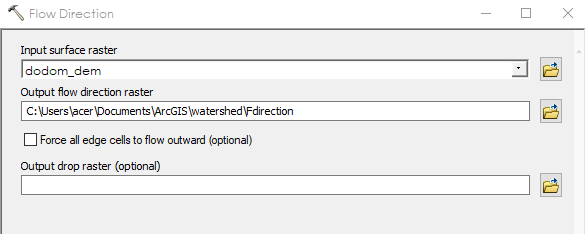 Flow Direction
Input surface raster
dodom_dem
Output flow direction raster
C:\Users\acer\Documents\ArcGIS\watershed\Fdirection
Force all edge cells to flow outward (optional)
Output drop raster (optional)